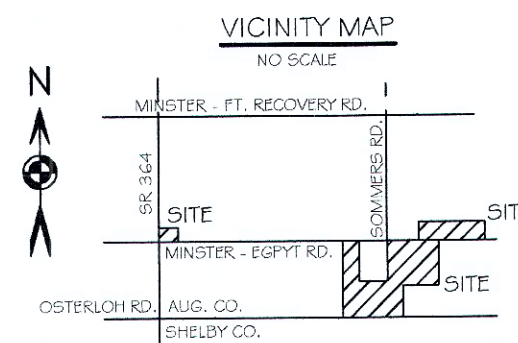 VICINITY MAP
NO SCALE
N
MINSTER - FT. RECOVERY RD.
SR 364
SOMMERS RD.
SITE
SIT
MINSTER - EGPYT RD.
SITE
OSTERLOH RD. AUG. CO.
SHELBY CO.